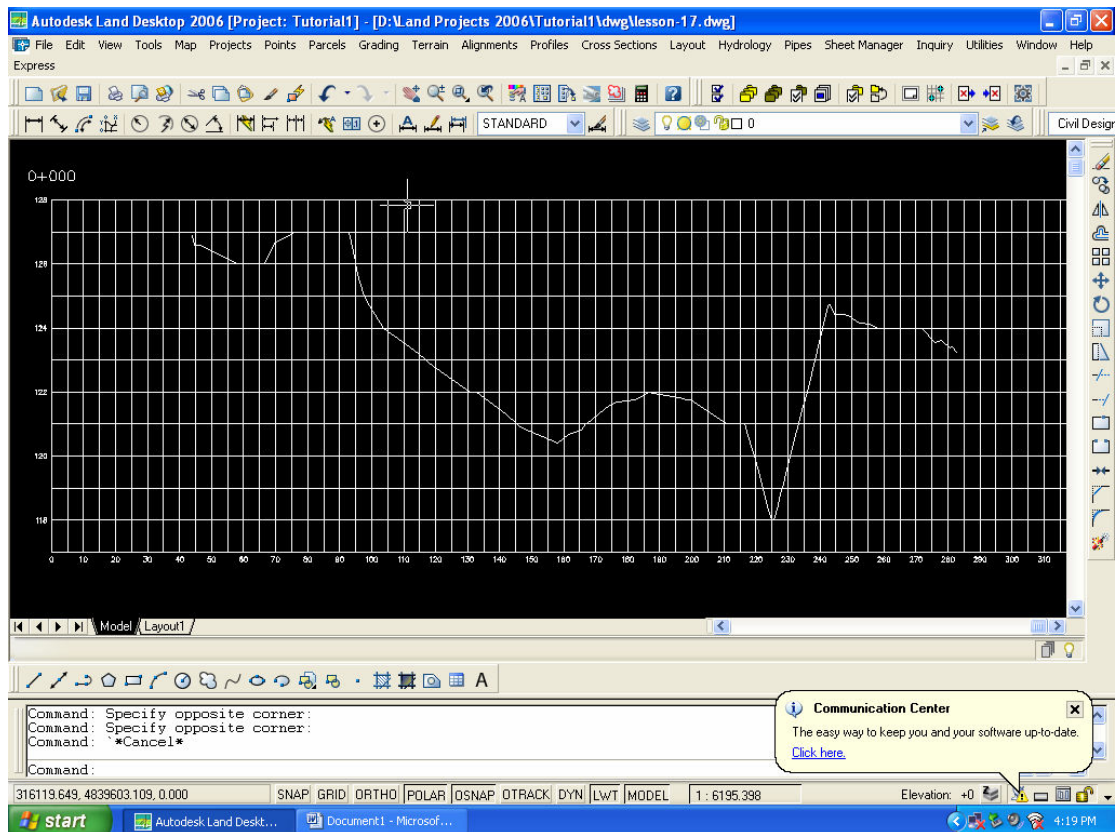 Autodesk Land Desktop 2006 [Project: Tutorial1] - [D:\Land Projects 2006\Tutorial1\dwg\lesson-17.dwg]
File Edit View Tools Map Projects Points Parcels Grading Terrain Alignments Profiles Cross Sections Layout Hydrology Pipes Sheet Manager Inquiry Utilities Window Help
Express
STANDARD 0 Civil Design
0+000
128
126
124
122
120
118
0 10 20 30 40 50 60 70 80 90 100 110 120 130 140 150 160 170 180 190 200 210 220 230 240 250 260 270 280 290 300 310
Model Layout1
A
Command: Specify opposite corner:
Command: Specify opposite corner:
Command: `*Cancel*
Command:
Communication Center
The easy way to keep you and your software up-to-date.
Click here.
316119.649, 4839603.109, 0.000 SNAP GRID ORTHO POLAR OSNAP OTRACK DYN LWT MODEL 1 : 6195.398 Elevation: +0
start Autodesk Land Deskt... Document1 - Microsof... 4:19 PM